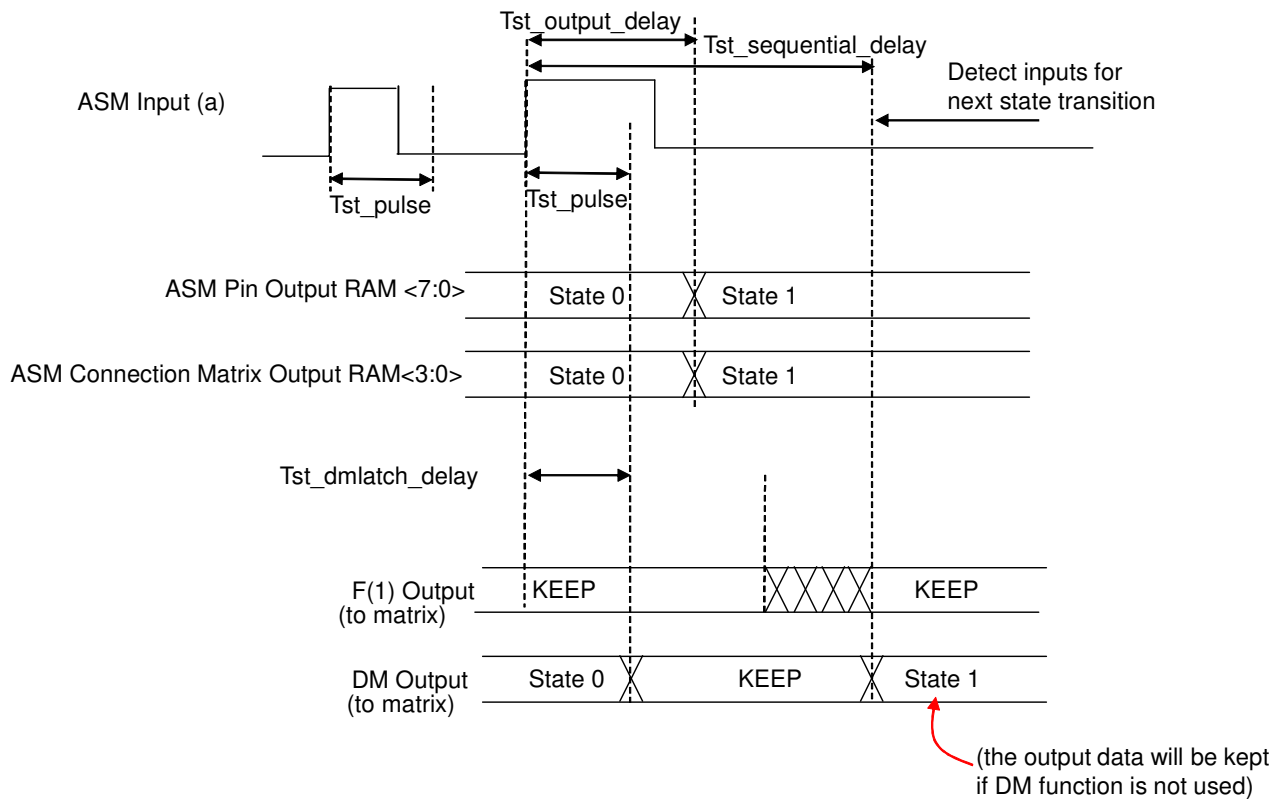 Tst_output_delay
Tst_sequential_delay
Detect inputs for
next state transition
ASM Input (a)
Tst_pulse
Tst_pulse
ASM Pin Output RAM <7:0>
State 0
State 1
ASM Connection Matrix Output RAM<3:0>
State 0
State 1
Tst_dmlatch_delay
F(1) Output
(to matrix)
KEEP
KEEP
DM Output
(to matrix)
State 0
KEEP
State 1
(the output data will be kept
if DM function is not used)